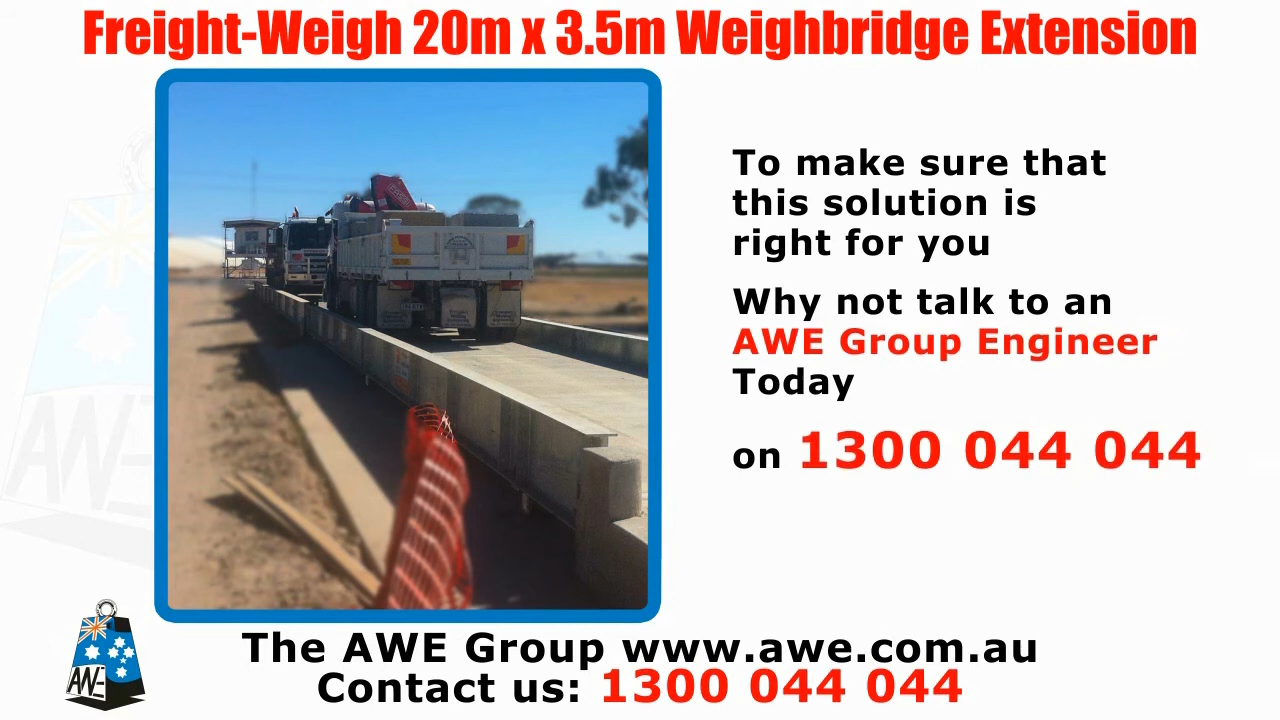 Freight-Weigh 20m x 3.5m Weighbridge Extension
To make sure that
this solution is
right for you
Why not talk to an
AWE Group Engineer
Today
on 1300 044 044
AWE
The AWE Group www.awe.com.au
Contact us: 1300 044 044